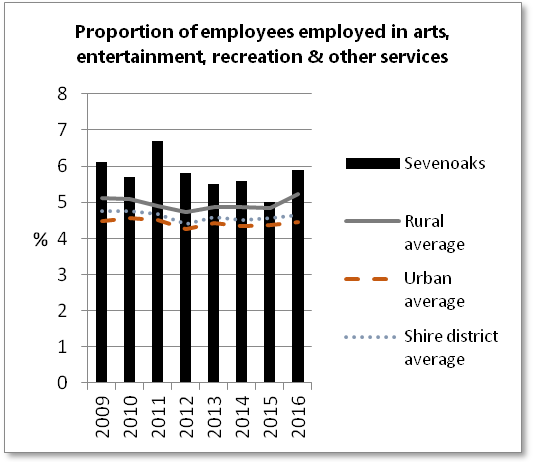 Proportion of employees employed in arts,
entertainment, recreation & other services
8
7
6
5
4
3
2
1
0
%
2009
2010
2011
2012
2013
2014
2015
2016
Sevenoaks
Rural
average
Urban
average
Shire district
average